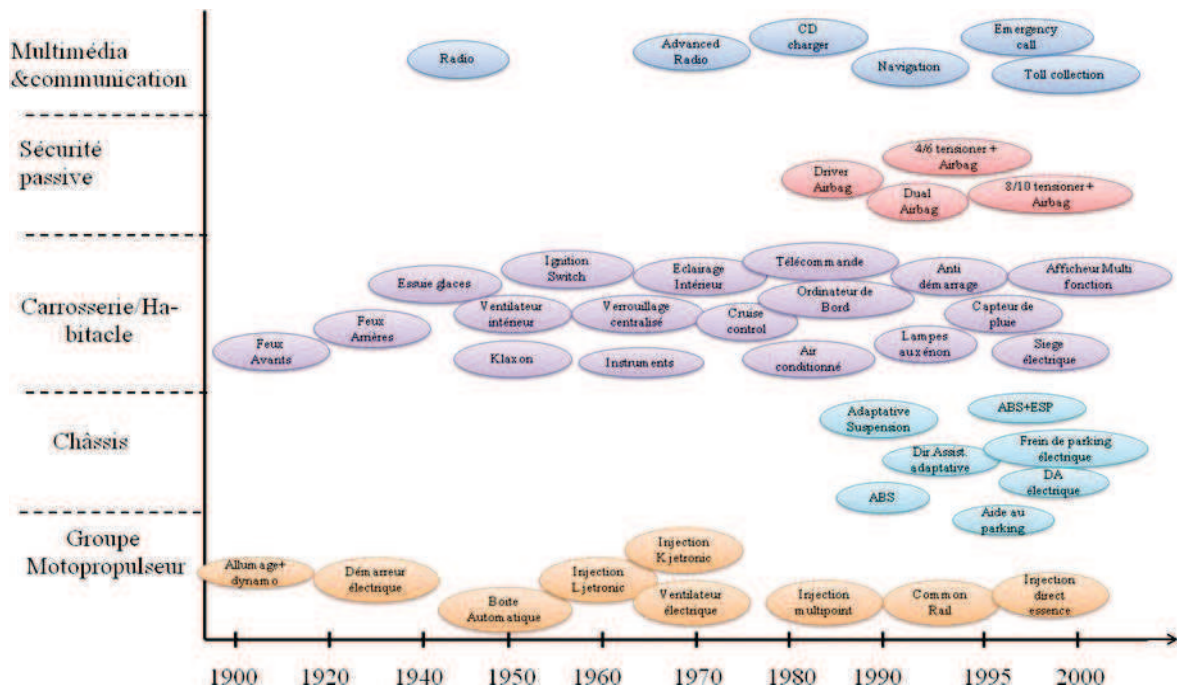 Multimédia
&communication
Radio
Advanced
Radio
CD
charger
Navigation
Emergency
call
Toll collection
Sécurité
passive
Driver
Airbag
4/6 tensioner +
Airbag
Dual
Airbag
8/10 tensioner +
Airbag
Carrosserie/Ha-
bitacle
Feux
Avants
Feux
Arrières
Essuie glaces
Ignition
Switch
Ventilateur
intérieur
Klaxon
Eclairage
Intérieur
Verrouillage
centralisé
Instruments
Cruise
control
Télécommande
Ordinateur de
Bord
Air
conditionné
Anti
démarrage
Lampes
au xénon
Capteur de
pluie
Afficheur Multi
fonction
Siege
électrique
Châssis
Adaptative
Suspension
ABS
Dir.Assist.
adaptative
ABS+ESP
Frein de parking
électrique
DA
électrique
Aide au
parking
Groupe
Motopropulseur
Allumage+
dynamo
Démarreur
électrique
Boite
Automatique
Injection
L jetronic
Injection
K jetronic
Ventilateur
électrique
Injection
multipoint
Common
Rail
Injection
direct
essence
1900 1920 1940 1950 1960 1970 1980 1990 1995 2000